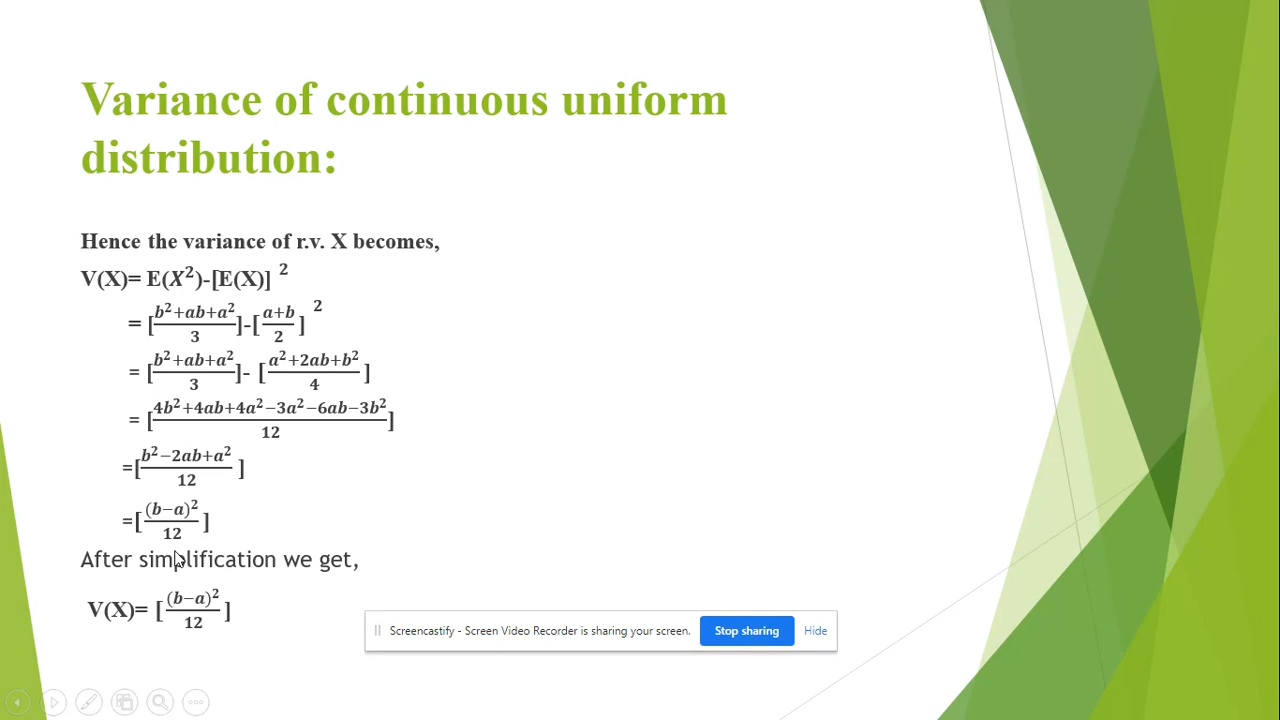 Variance of continuous uniform
distribution:
Hence the variance of r.v. X becomes,
V(X)= E(X²)-[E(X)] ²
= [(b²+ab+a²)/3]-[(a+b)/2] ²
= [(b²+ab+a²)/3]- [(a²+2ab+b²)/4]
= [(4b²+4ab+4a²−3a²−6ab−3b²)/12]
=[(b²−2ab+a²)/12 ]
=[(b−a)²/12]
After simplification we get,
V(X)= [(b−a)²/12]
Screencastify - Screen Video Recorder is sharing your screen. Stop sharing Hide